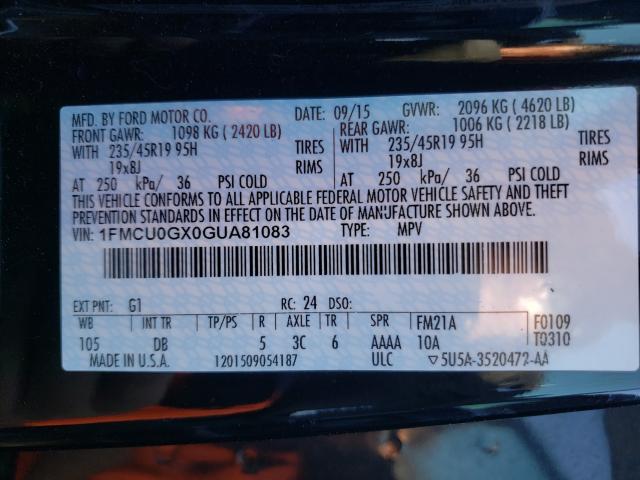 MFD. BY FORD MOTOR CO. DATE: 09/15 GVWR: 2096 KG ( 4620 LB)
FRONT GAWR: 1098 KG ( 2420 LB) REAR GAWR: 1006 KG ( 2218 LB)
WITH 235/45R19 95H TIRES WITH 235/45R19 95H TIRES
19x8J RIMS 19x8J RIMS
AT 250 kPa/ 36 PSI COLD AT 250 kPa/ 36 PSI COLD
THIS VEHICLE CONFORMS TO ALL APPLICABLE FEDERAL MOTOR VEHICLE SAFETY AND THEFT
PREVENTION STANDARDS IN EFFECT ON THE DATE OF MANUFACTURE SHOWN ABOVE.
VIN: 1FMCU0GX0GUA81083 TYPE: MPV
EXT PNT: G1 RC: 24 DSO:
WB INT TR TP/PS R AXLE TR SPR FM21A F0109
105 DB 5 3C 6 AAAA 10A T0310
MADE IN U.S.A. 1201509054187 ULC ▽5U5A-3520472-AA